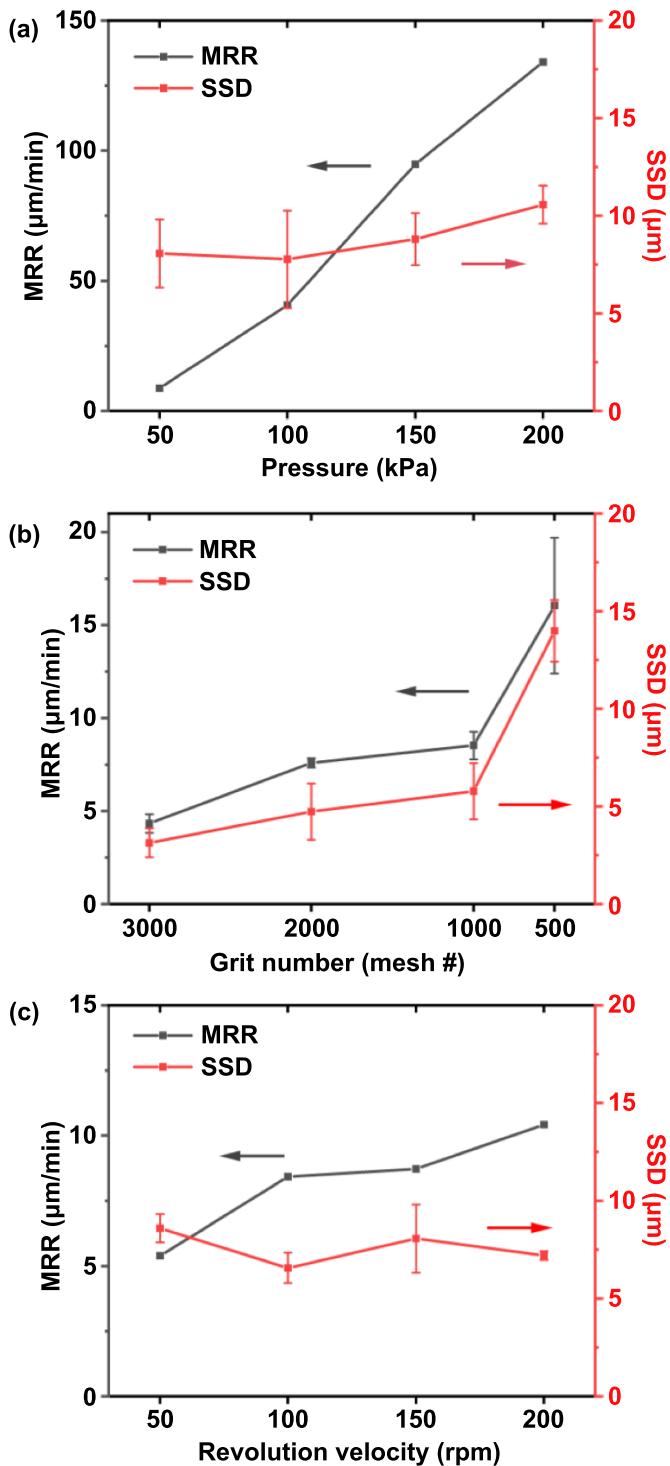 (a)
MRR
SSD
150
100
50
0
MRR (μm/min)
20
15
10
5
0
SSD (μm)
50 100 150 200
Pressure (kPa)
(b)
MRR
SSD
20
15
10
5
0
MRR (μm/min)
20
15
10
5
0
SSD (μm)
3000 2000 1000 500
Grit number (mesh #)
(c)
MRR
SSD
15
10
5
0
MRR (μm/min)
20
15
10
5
0
SSD (μm)
50 100 150 200
Revolution velocity (rpm)